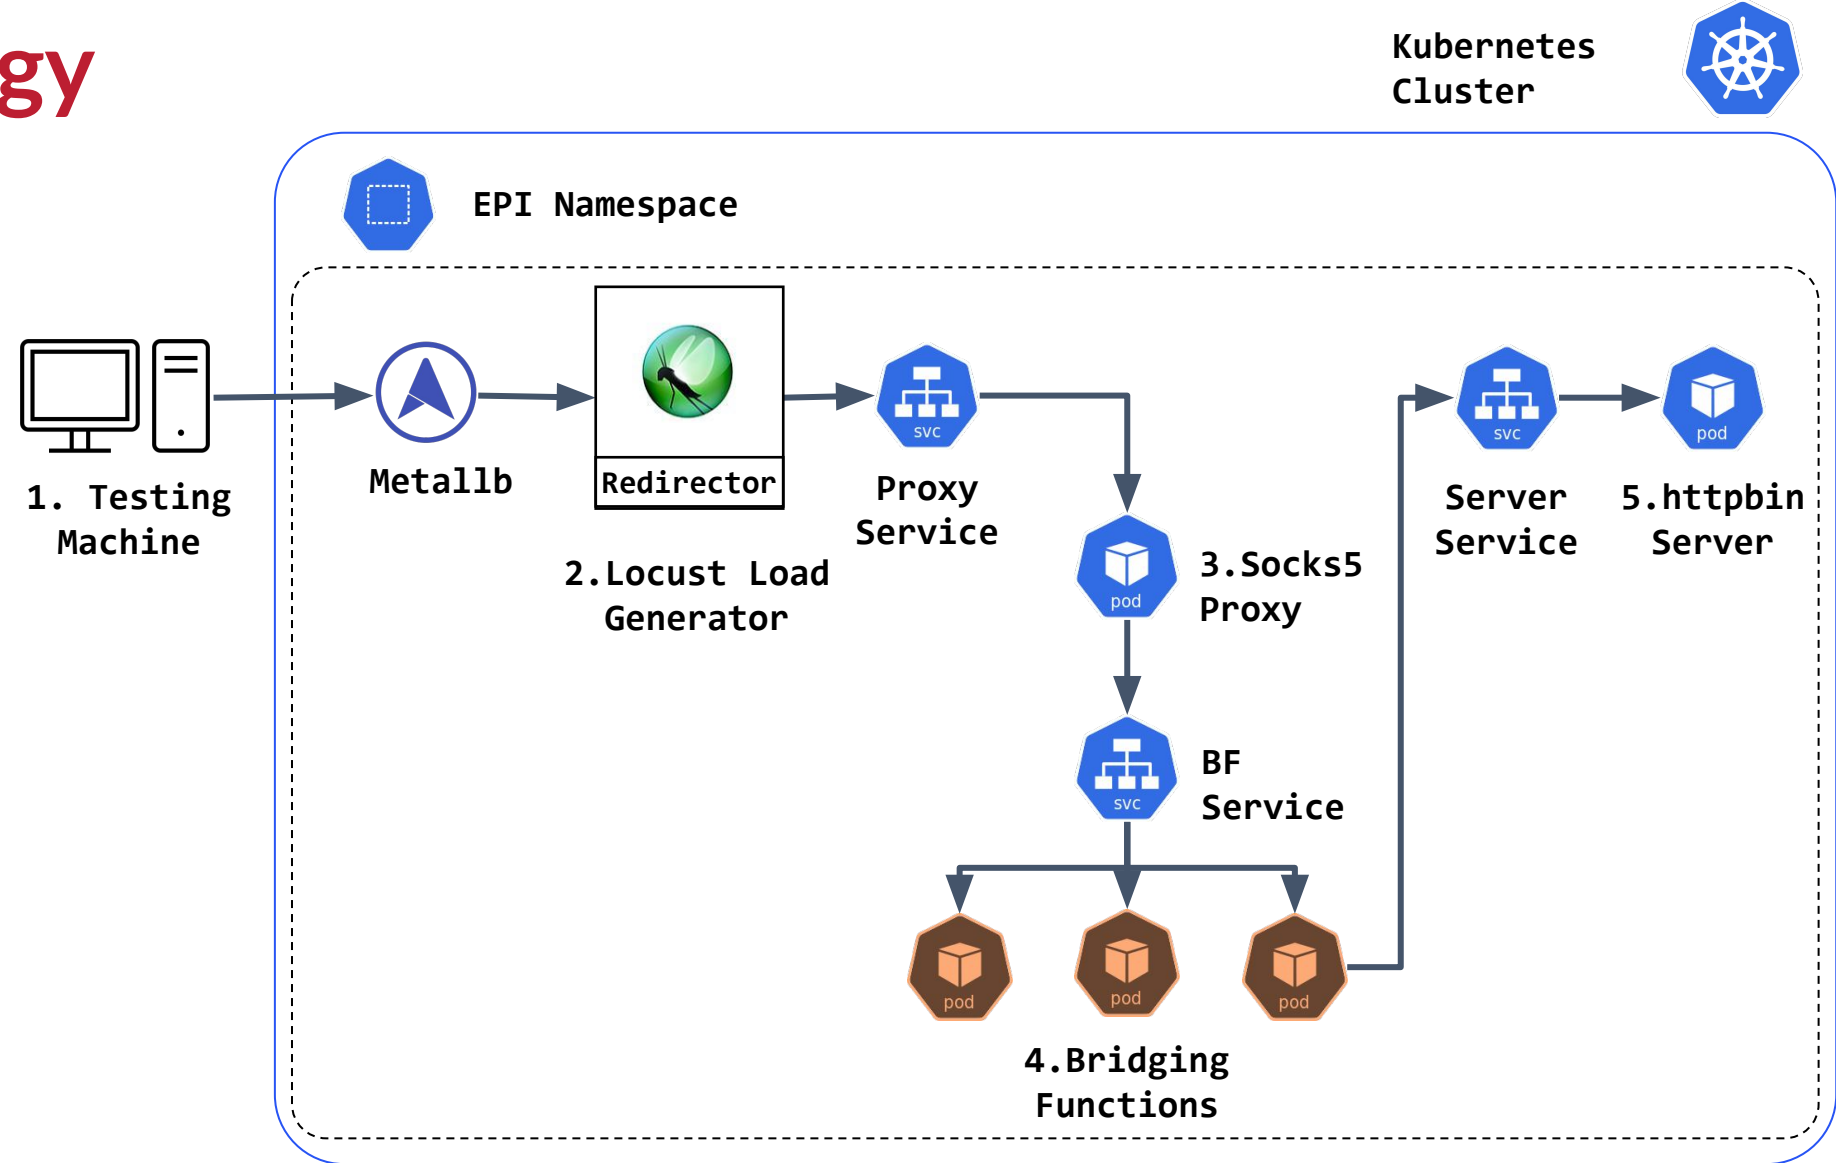 gy
Kubernetes
Cluster
EPI Namespace
Metallb
Redirector
svc
Proxy
Service
1. Testing
Machine
2.Locust Load
Generator
pod
3.Socks5
Proxy
svc
BF
Service
pod
pod
pod
4.Bridging
Functions
svc
Server
Service
pod
5.httpbin
Server